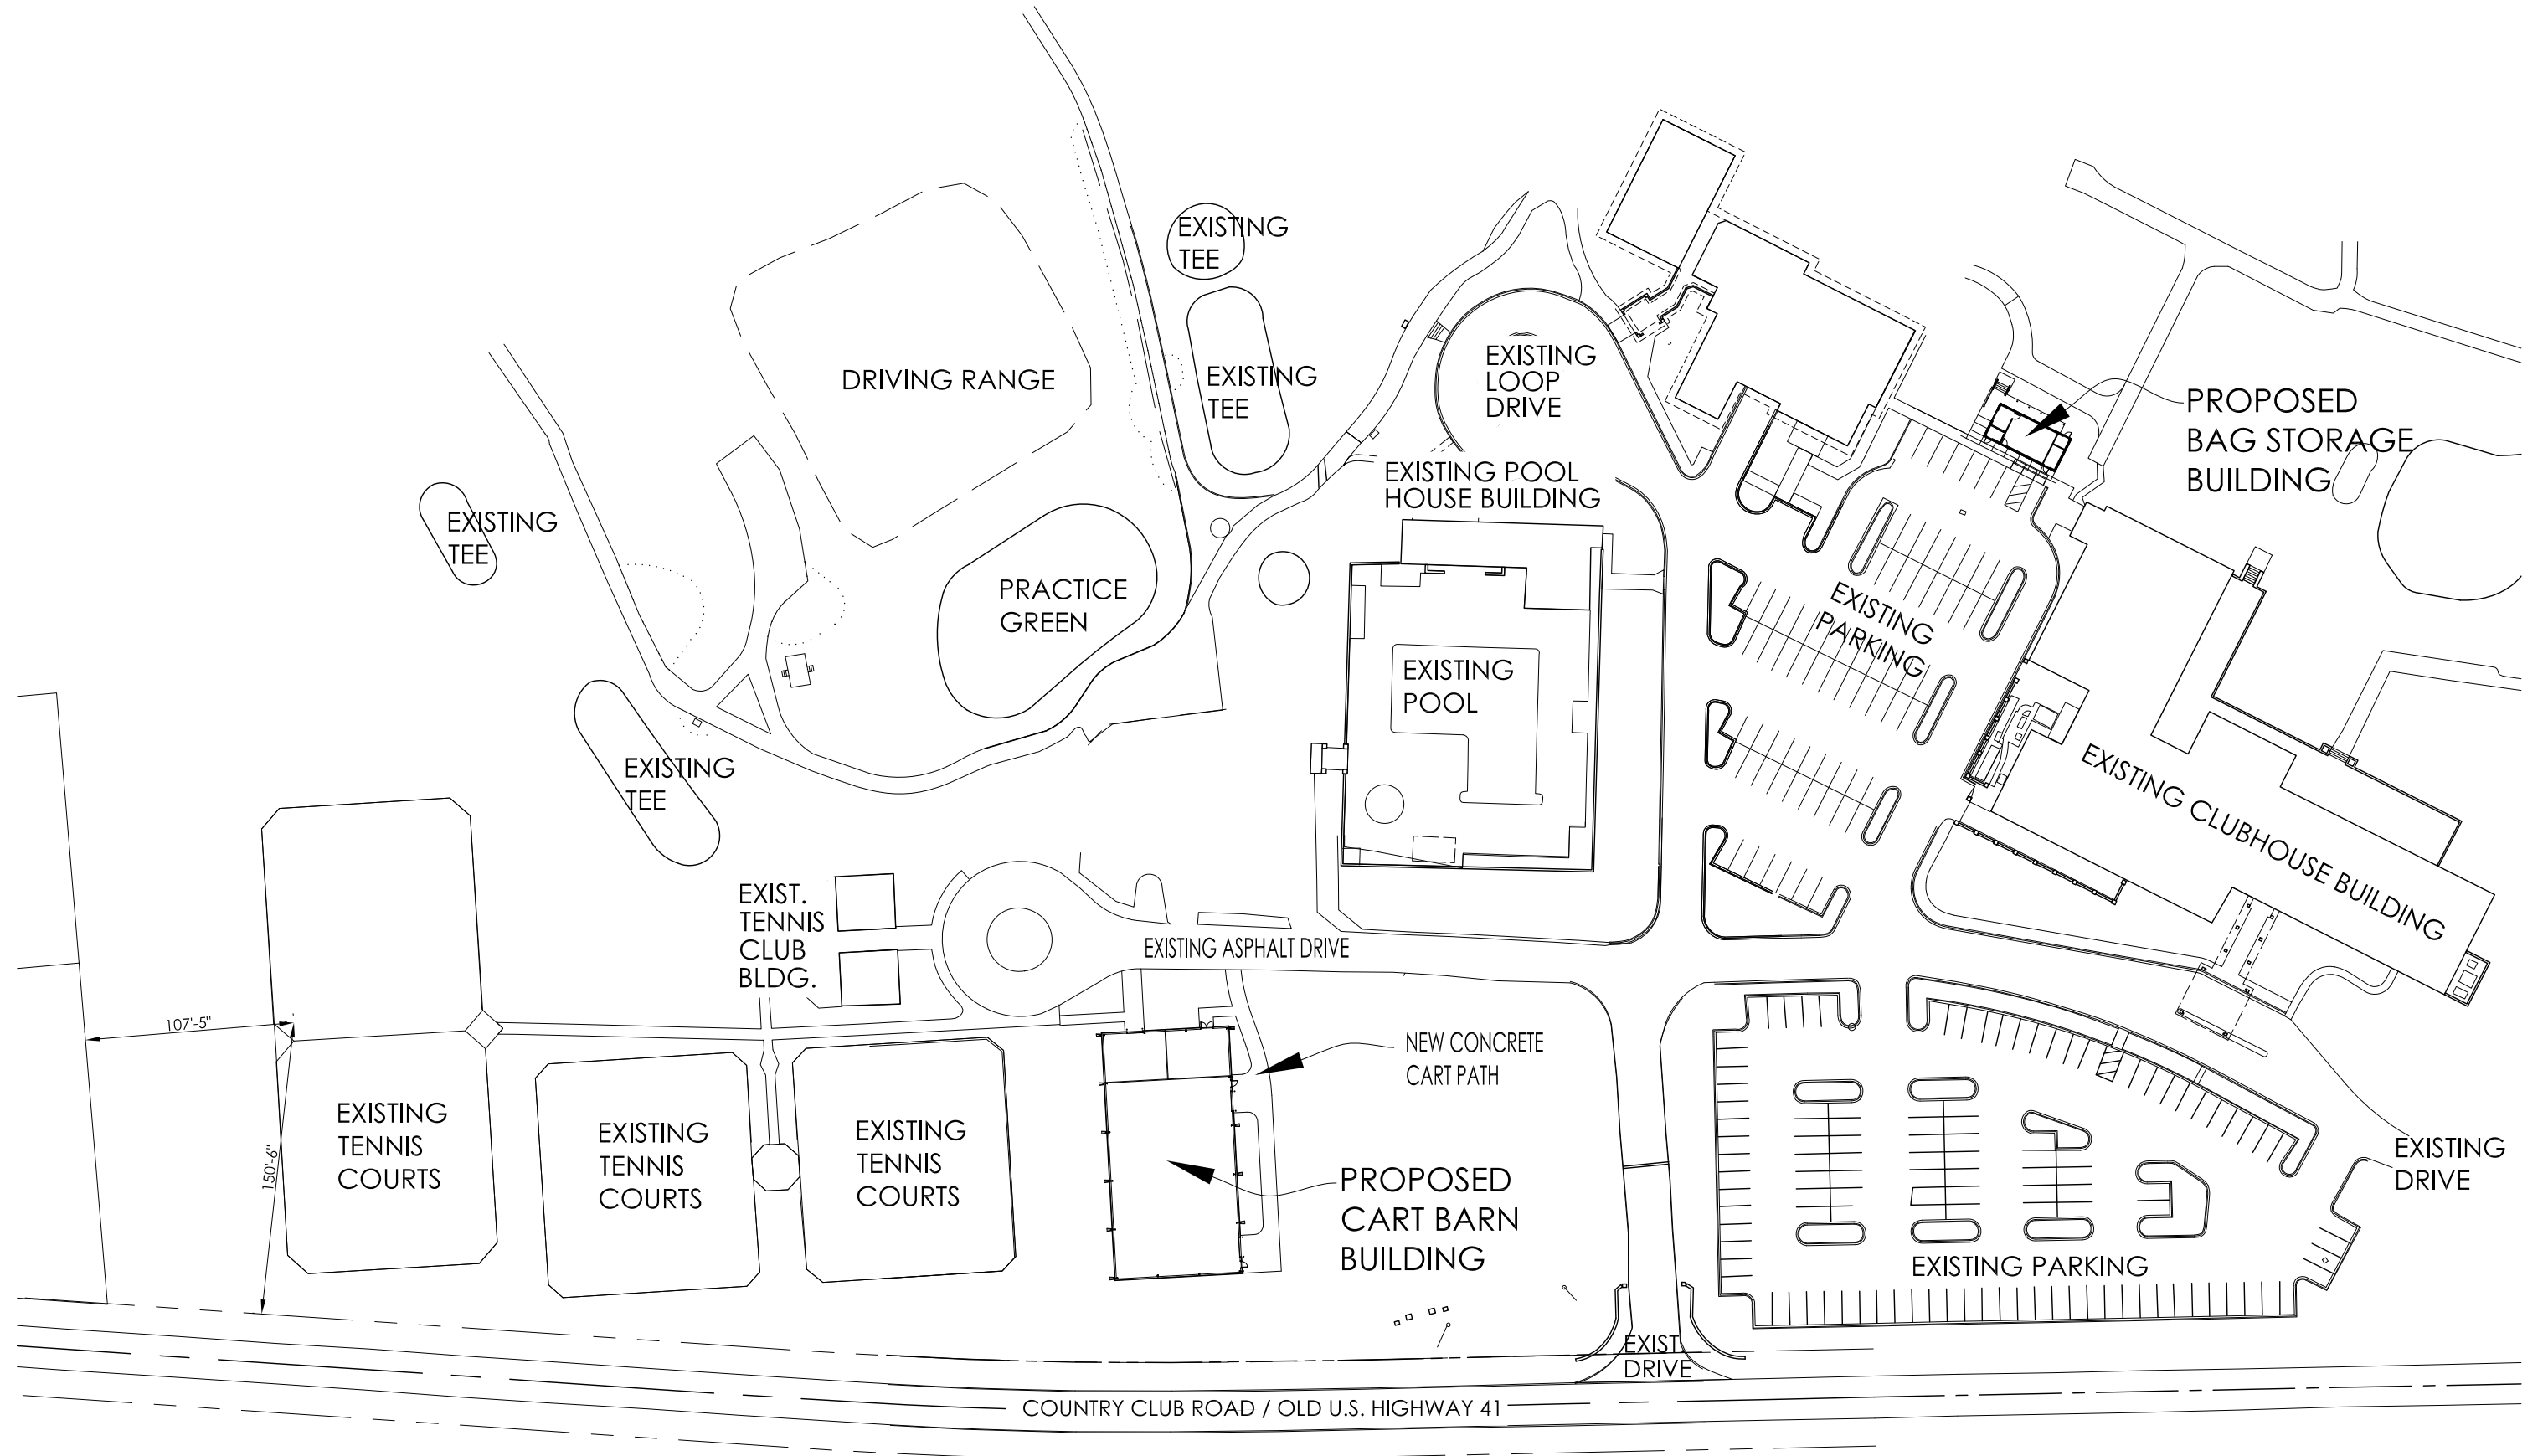 EXISTING
TEE
EXISTING
TEE
DRIVING RANGE
EXISTING
LOOP
DRIVE
PROPOSED
BAG STORAGE
BUILDING
EXISTING POOL
HOUSE BUILDING
EXISTING
TEE
PRACTICE
GREEN
EXISTING
PARKING
EXISTING
POOL
EXISTING
TEE
EXISTING CLUBHOUSE BUILDING
EXIST.
TENNIS
CLUB
BLDG.
EXISTING ASPHALT DRIVE
107'-5"
NEW CONCRETE
CART PATH
150'-6"
EXISTING
TENNIS
COURTS
EXISTING
TENNIS
COURTS
EXISTING
TENNIS
COURTS
PROPOSED
CART BARN
BUILDING
EXISTING
DRIVE
EXISTING PARKING
EXIST.
DRIVE
COUNTRY CLUB ROAD / OLD U.S. HIGHWAY 41